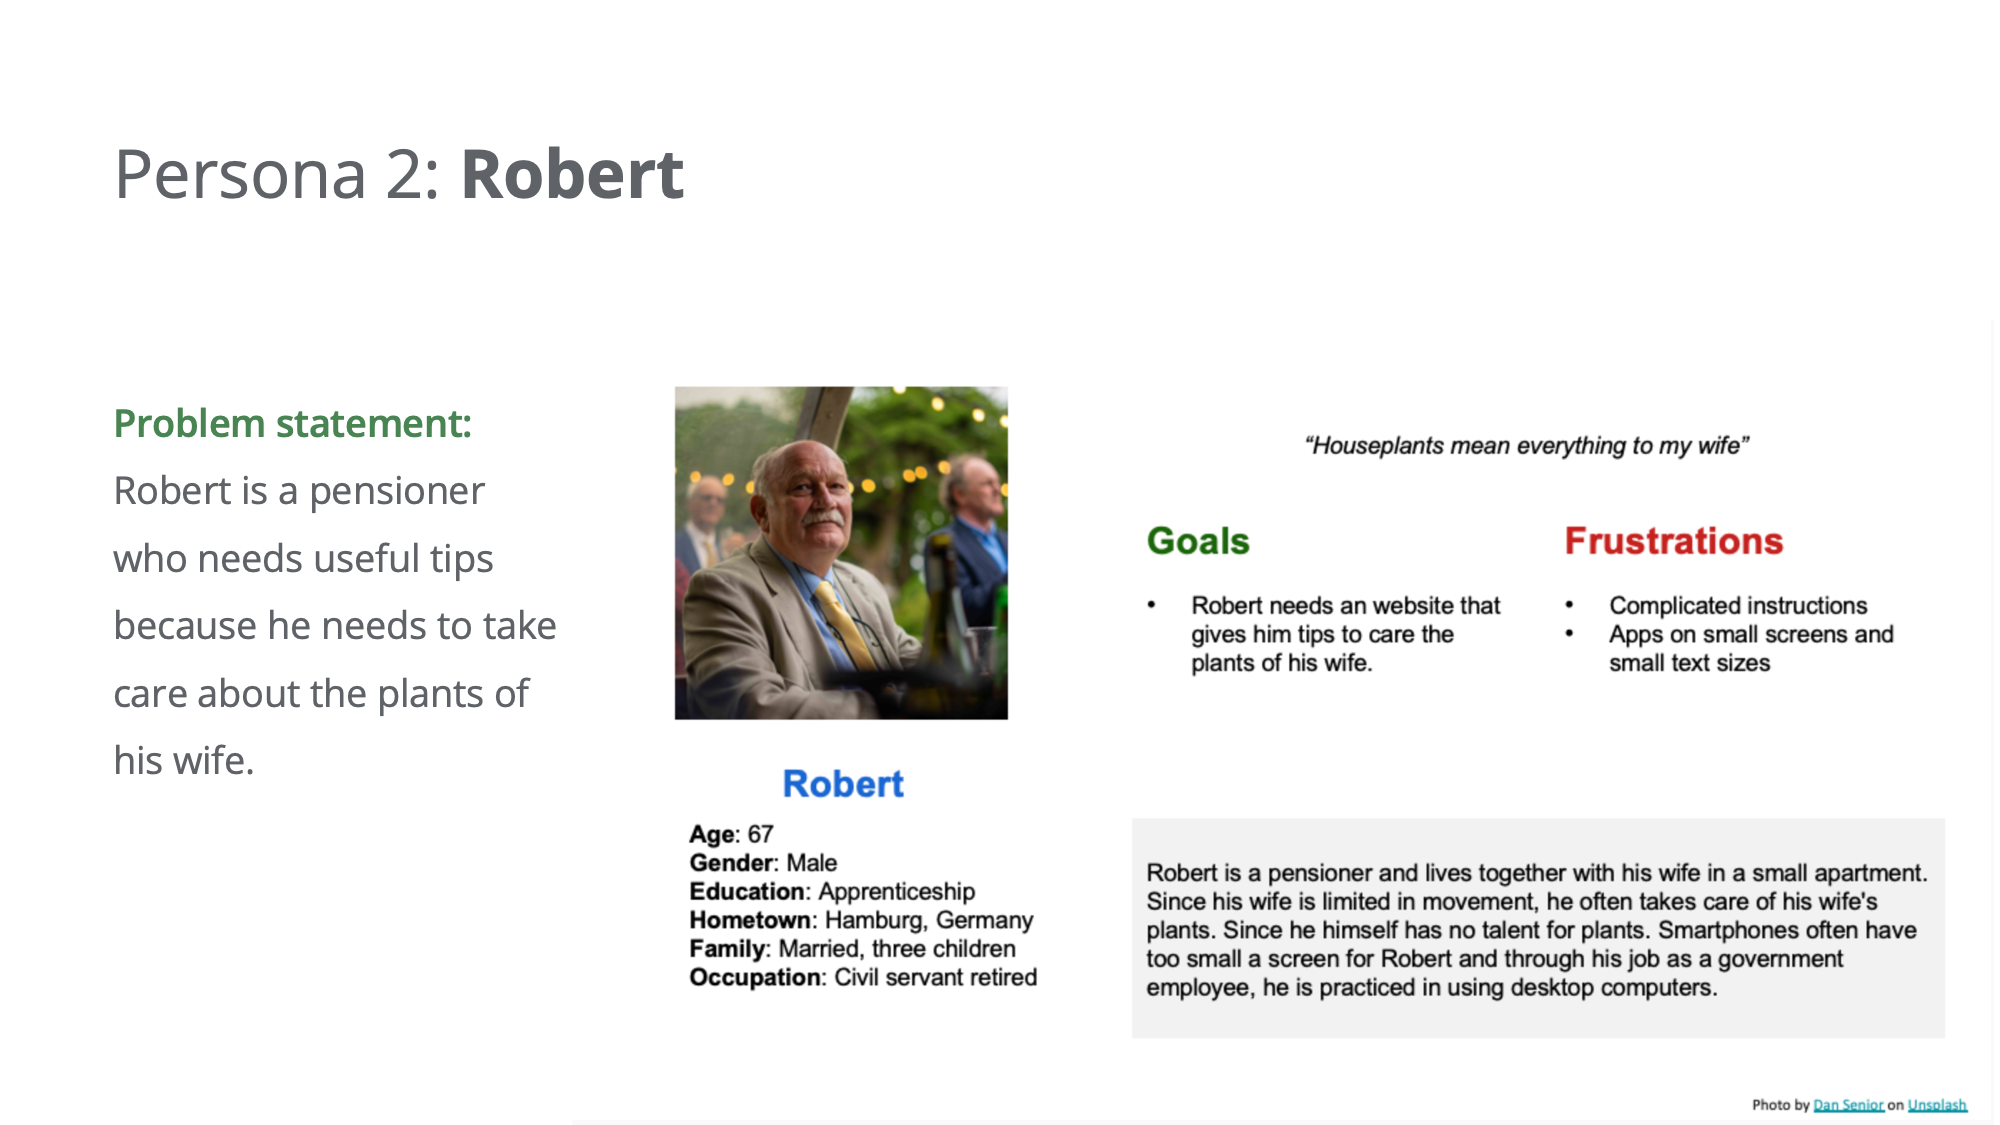 Persona 2: Robert
Problem statement:
Robert is a pensioner
who needs useful tips
because he needs to take
care about the plants of
his wife.
Robert
Age: 67
Gender: Male
Education: Apprenticeship
Hometown: Hamburg, Germany
Family: Married, three children
Occupation: Civil servant retired
“Houseplants mean everything to my wife”
Goals
• Robert needs an website that
gives him tips to care the
plants of his wife.
Frustrations
• Complicated instructions
• Apps on small screens and
small text sizes
Robert is a pensioner and lives together with his wife in a small apartment.
Since his wife is limited in movement, he often takes care of his wife's
plants. Since he himself has no talent for plants. Smartphones often have
too small a screen for Robert and through his job as a government
employee, he is practiced in using desktop computers.
Photo by Dan Senior on Unsplash